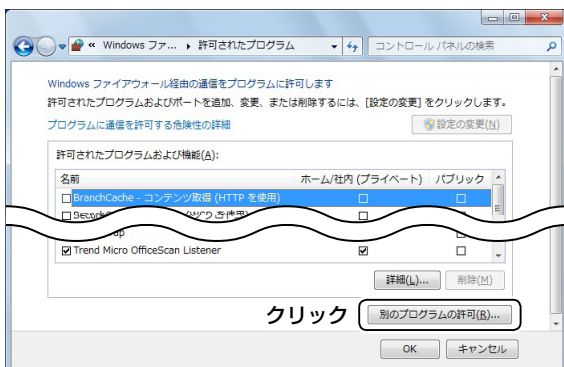 « Windows ファ... ▸ 許可されたプログラム
コントロール パネルの検索
Windows ファイアウォール経由の通信をプログラムに許可します
許可されたプログラムおよびポートを追加、変更、または削除するには、[設定の変更] をクリックします。
プログラムに通信を許可する危険性の詳細
設定の変更(N)
許可されたプログラムおよび機能(A):
名前 ホーム/社内 (プライベート) パブリック
BranchCache - コンテンツ取得 (HTTP を使用)
Trend Micro OfficeScan Listener
詳細(L)... 削除(M)
クリック 別のプログラムの許可(R)...
OK キャンセル